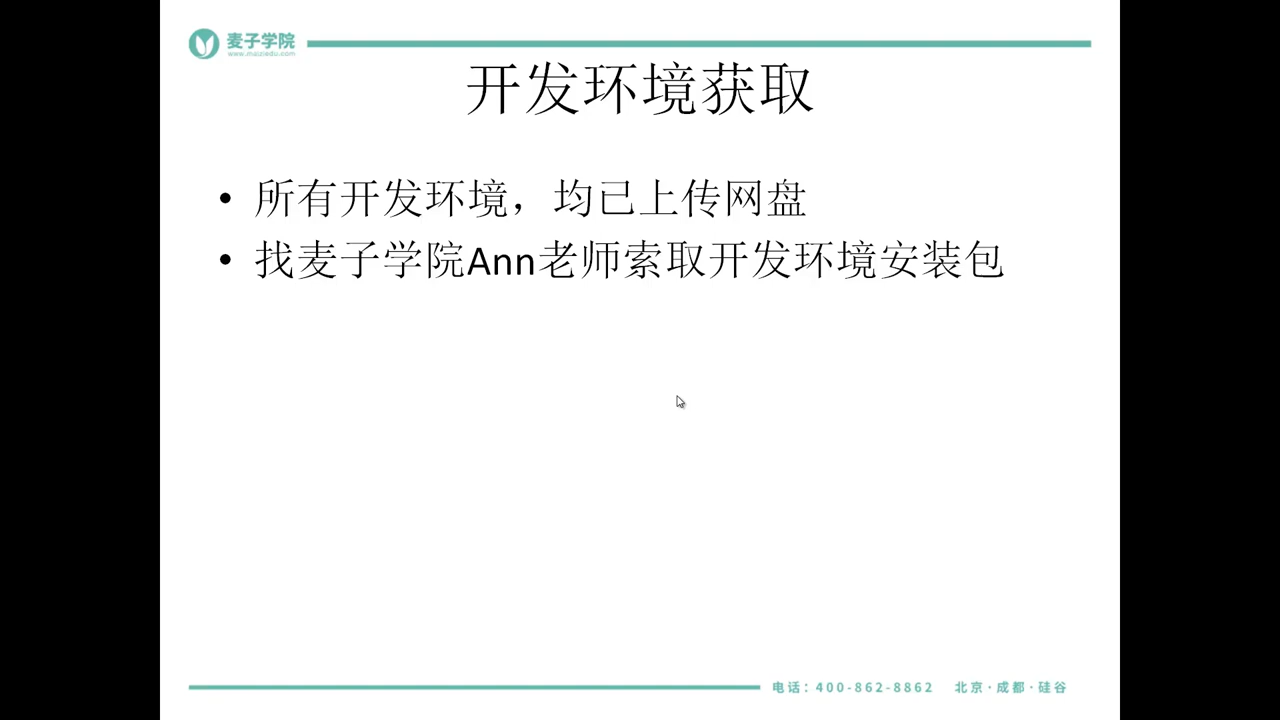 麦子学院
www.maiziedu.com
开发环境获取
• 所有开发环境，均已上传网盘
• 找麦子学院Ann老师索取开发环境安装包
电话：400-862-8862 北京·成都·硅谷